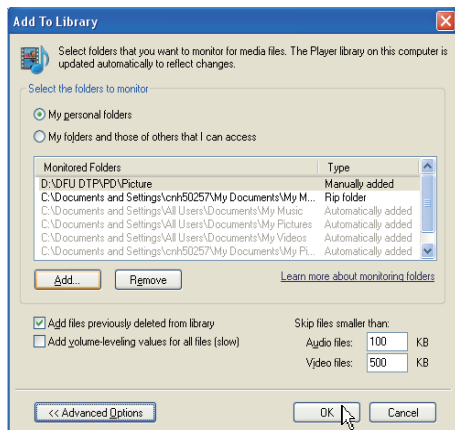 Add To Library
Select folders that you want to monitor for media files. The Player library on this computer is
updated automatically to reflect changes.
Select the folders to monitor
My personal folders
My folders and those of others that I can access
Monitored Folders Type
D:\DFU DTP\PD\Picture Manually added
C:\Documents and Settings\cnh50257\My Documents\My M... Rip folder
C:\Documents and Settings\All Users\Documents\My Music Automatically added
C:\Documents and Settings\All Users\Documents\My Pictures Automatically added
C:\Documents and Settings\All Users\Documents\My Videos Automatically added
C:\Documents and Settings\cnh50257\My Documents\My Pi... Automatically added
Add... Remove Learn more about monitoring folders
Add files previously deleted from library Skip files smaller than:
Add volume-leveling values for all files (slow) Audio files: 100 KB
Video files: 500 KB
<< Advanced Options OK Cancel